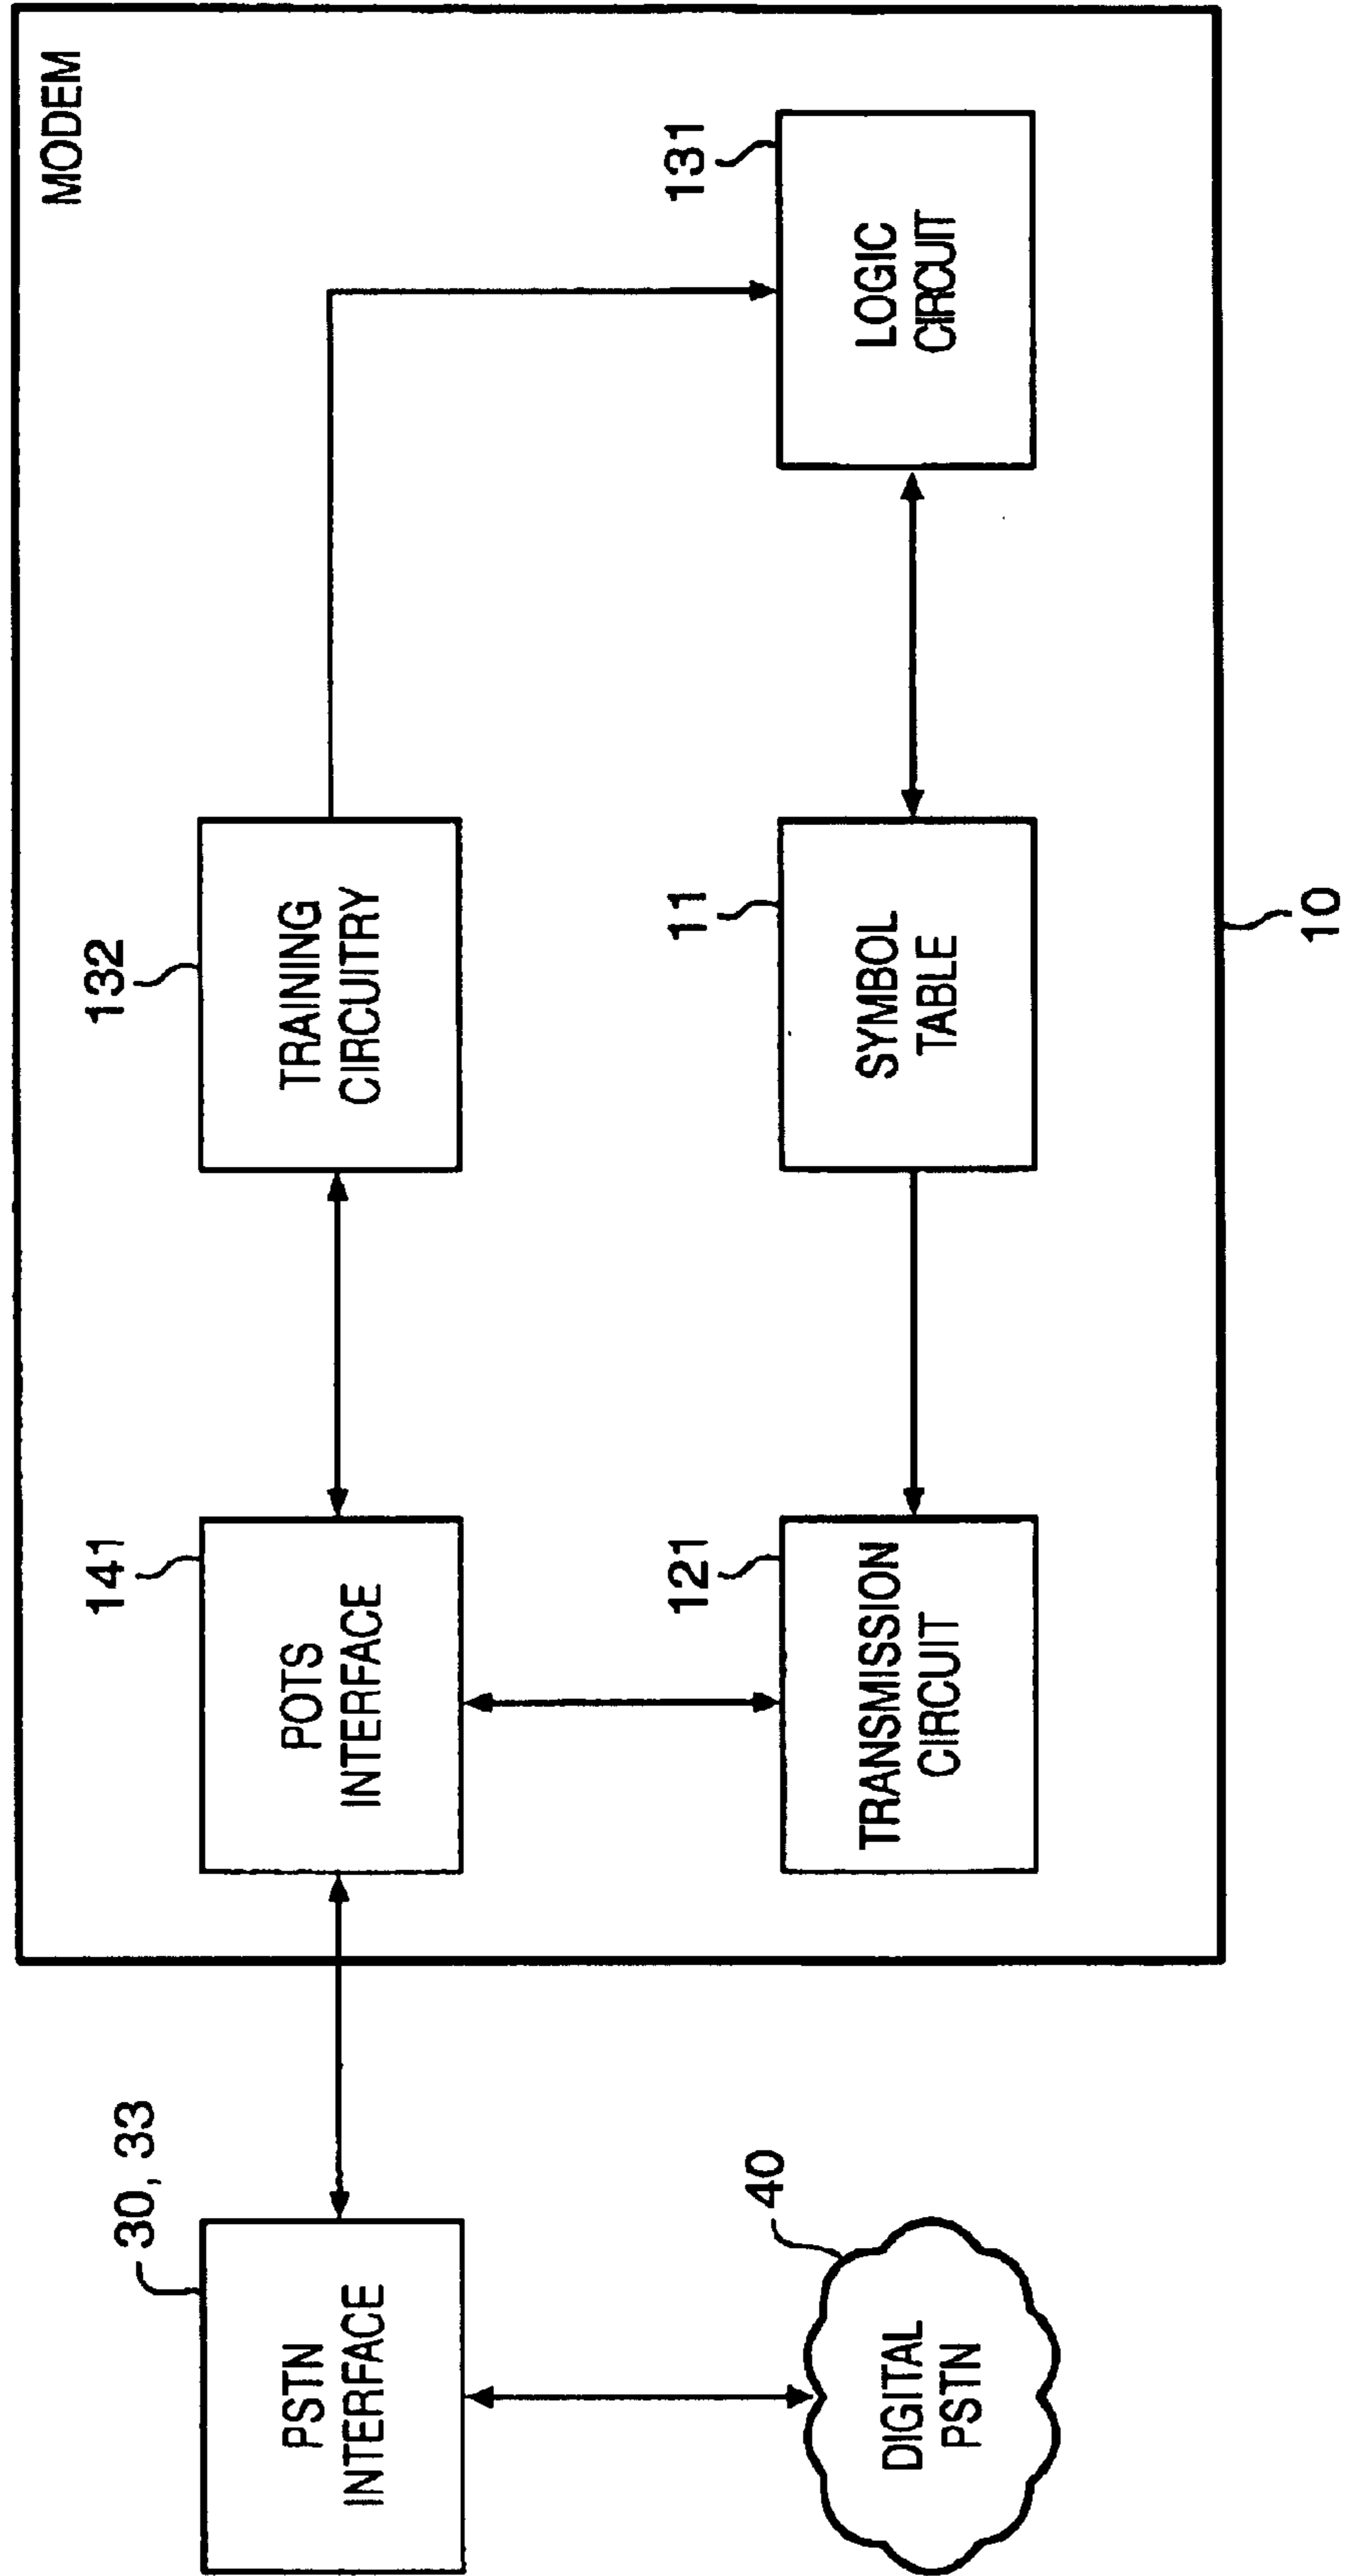 MODEM
30, 33
PSTN
INTERFACE
141
POTS
INTERFACE
132
TRAINING
CIRCUITRY
40
DIGITAL
PSTN
121
TRANSMISSION
CIRCUIT
11
SYMBOL
TABLE
131
LOGIC
CIRCUIT
10